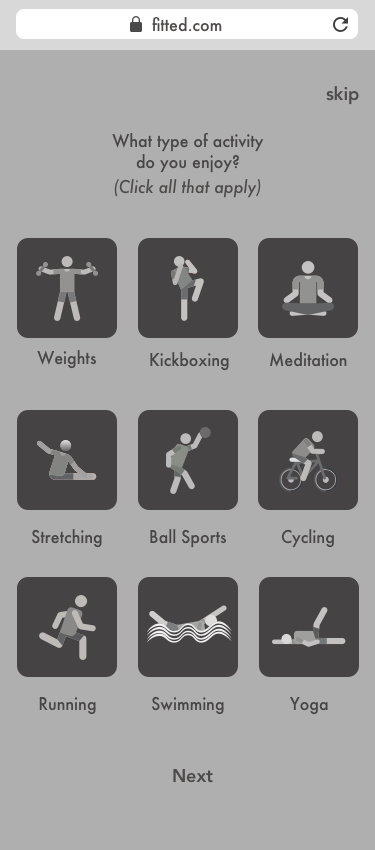 fitted.com
skip
What type of activity
do you enjoy?
(Click all that apply)
Weights
Kickboxing
Meditation
Stretching
Ball Sports
Cycling
Running
Swimming
Yoga
Next